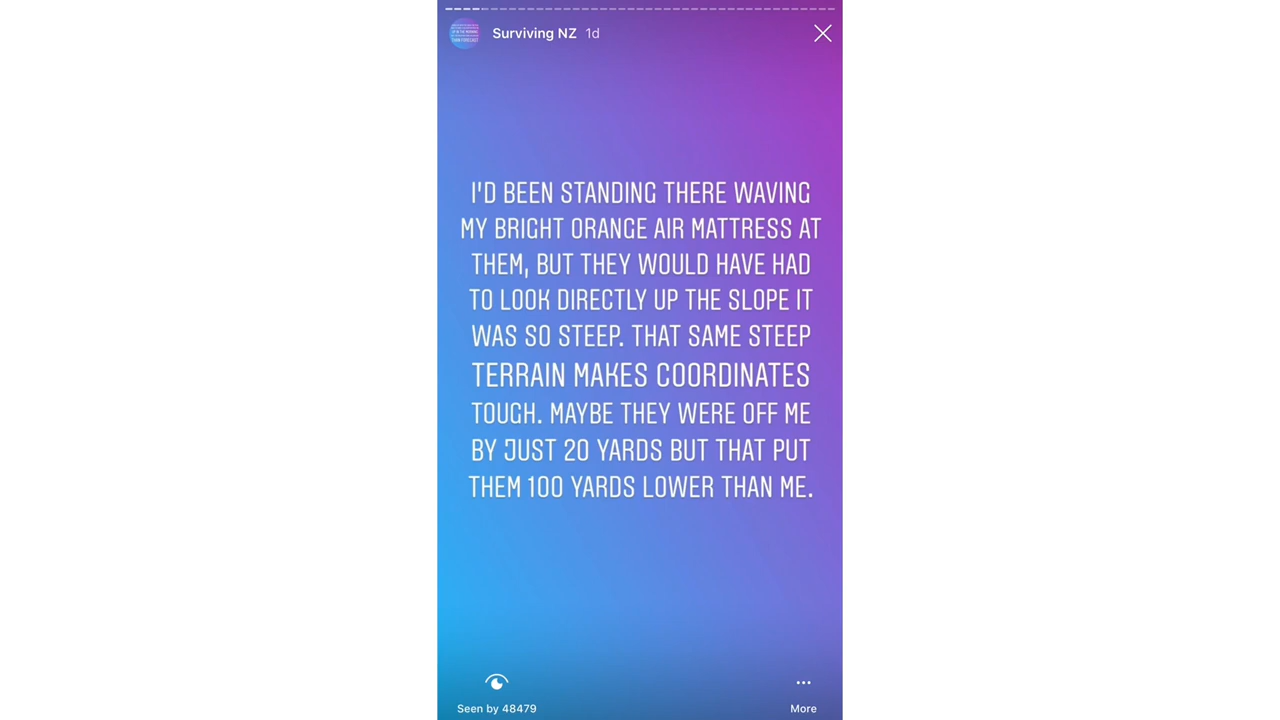 Surviving NZ 1d
I'D BEEN STANDING THERE WAVING
MY BRIGHT ORANGE AIR MATTRESS AT
THEM, BUT THEY WOULD HAVE HAD
TO LOOK DIRECTLY UP THE SLOPE IT
WAS SO STEEP. THAT SAME STEEP
TERRAIN MAKES COORDINATES
TOUGH. MAYBE THEY WERE OFF ME
BY JUST 20 YARDS BUT THAT PUT
THEM 100 YARDS LOWER THAN ME.
Seen by 48479
More